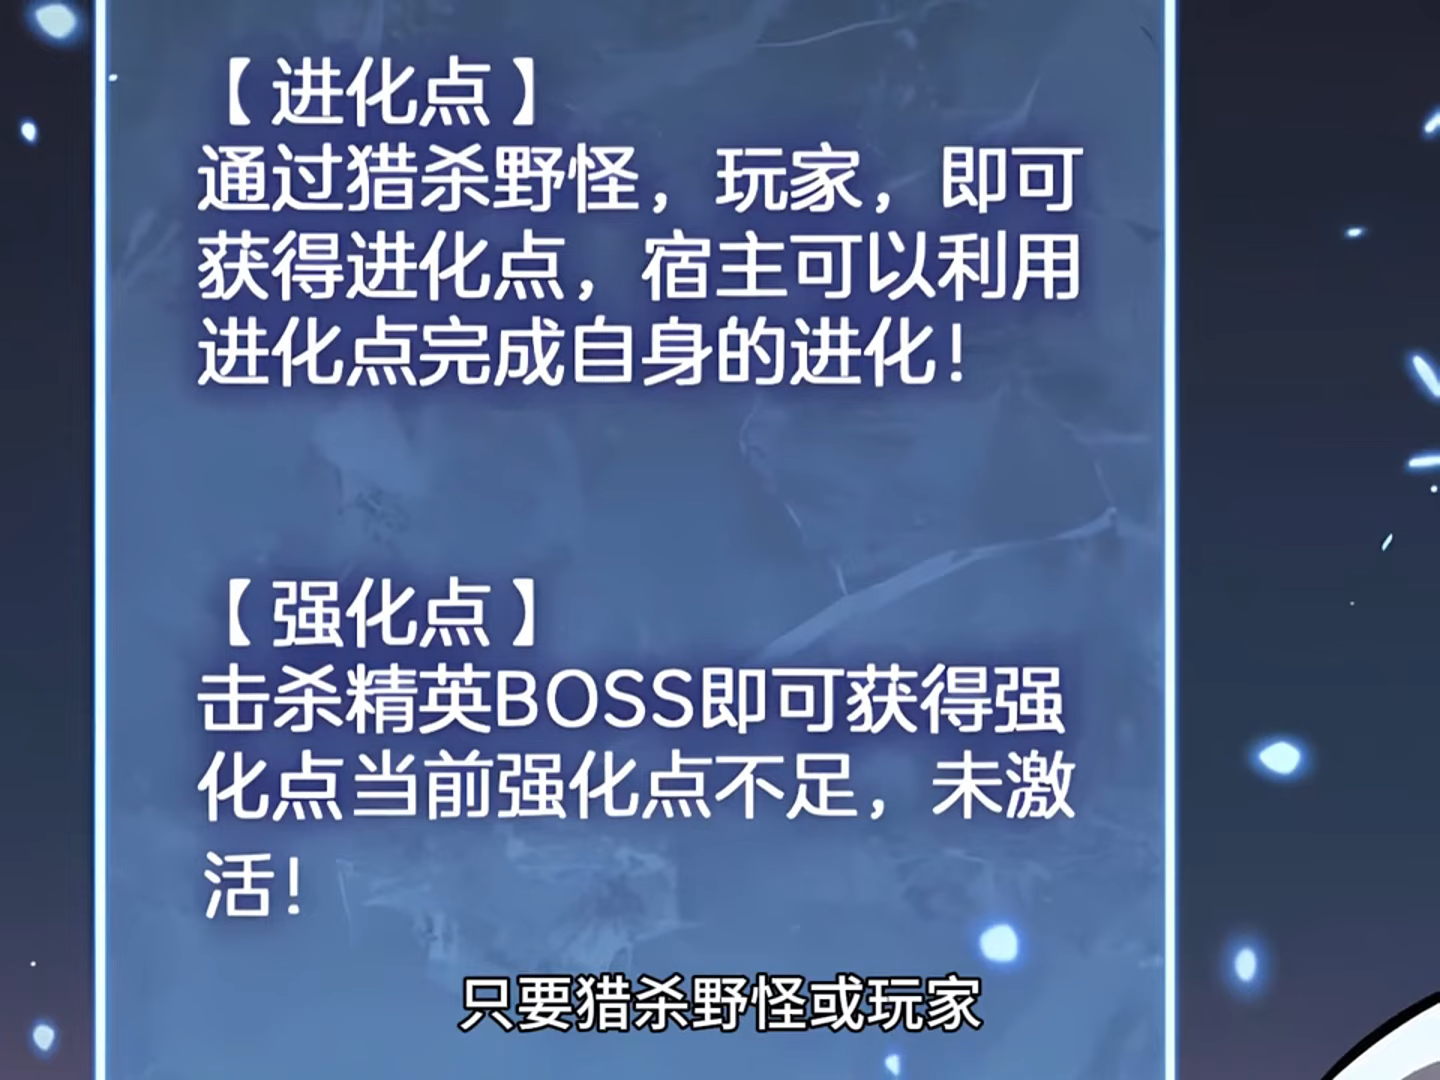 【进化点】
通过猎杀野怪，玩家，即可
获得进化点，宿主可以利用
进化点完成自身的进化！
【强化点】
击杀精英BOSS即可获得强
化点当前强化点不足，未激
活！
只要猎杀野怪或玩家